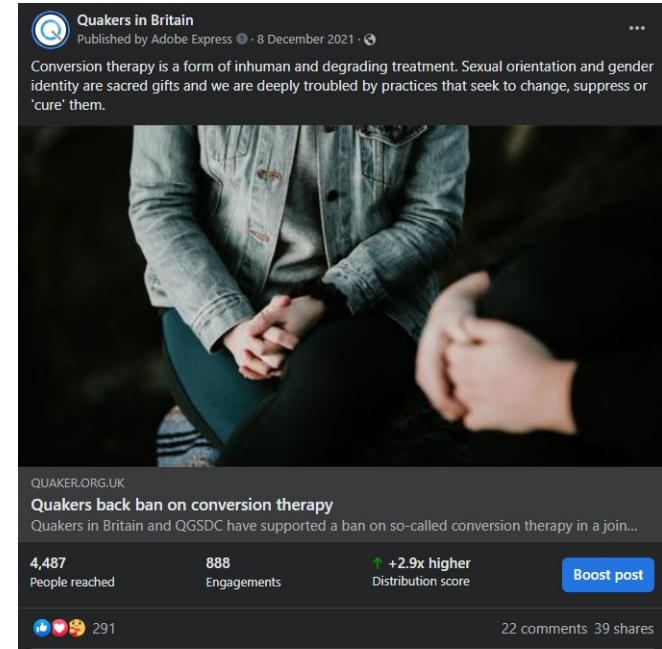 Quakers in Britain
Published by Adobe Express · 8 December 2021 ·
Conversion therapy is a form of inhuman and degrading treatment. Sexual orientation and gender
identity are sacred gifts and we are deeply troubled by practices that seek to change, suppress or
'cure' them.
QUAKER.ORG.UK
Quakers back ban on conversion therapy
Quakers in Britain and QGSDC have supported a ban on so-called conversion therapy in a join...
4,487
People reached
888
Engagements
↑ +2.9x higher
Distribution score
Boost post
291
22 comments 39 shares